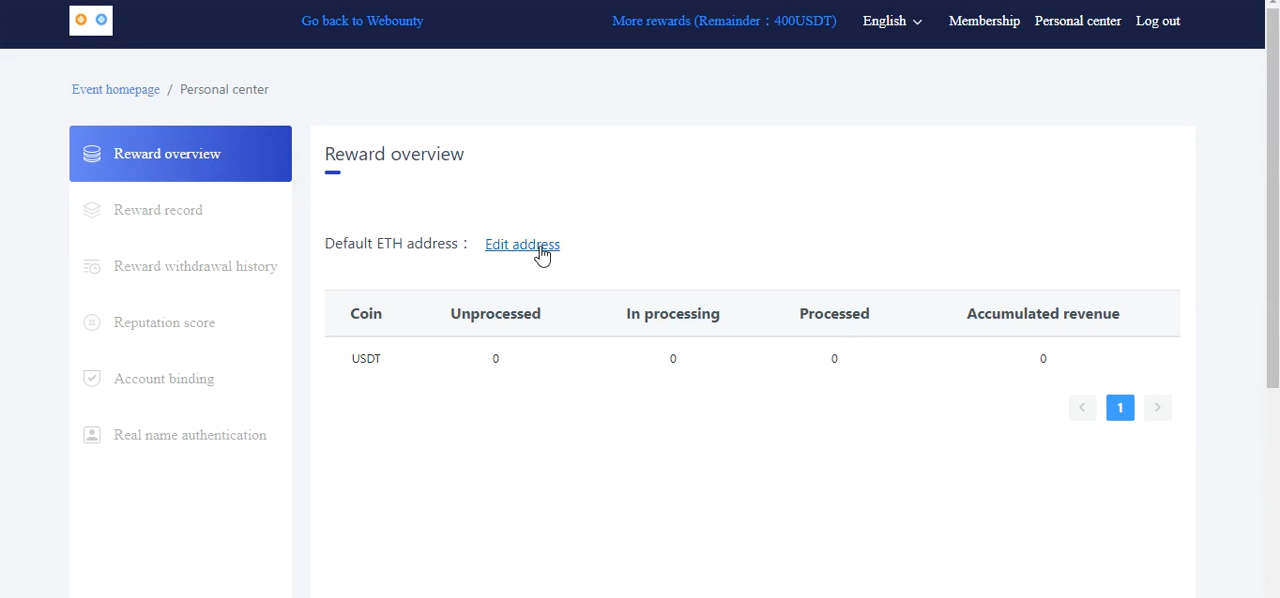 Go back to Webounty
More rewards (Remainder：400USDT)
English
Membership
Personal center
Log out
Event homepage / Personal center
Reward overview
Reward record
Reward withdrawal history
Reputation score
Account binding
Real name authentication
Reward overview
Default ETH address： Edit address
Coin Unprocessed In processing Processed Accumulated revenue
USDT 0 0 0 0
< 1 >